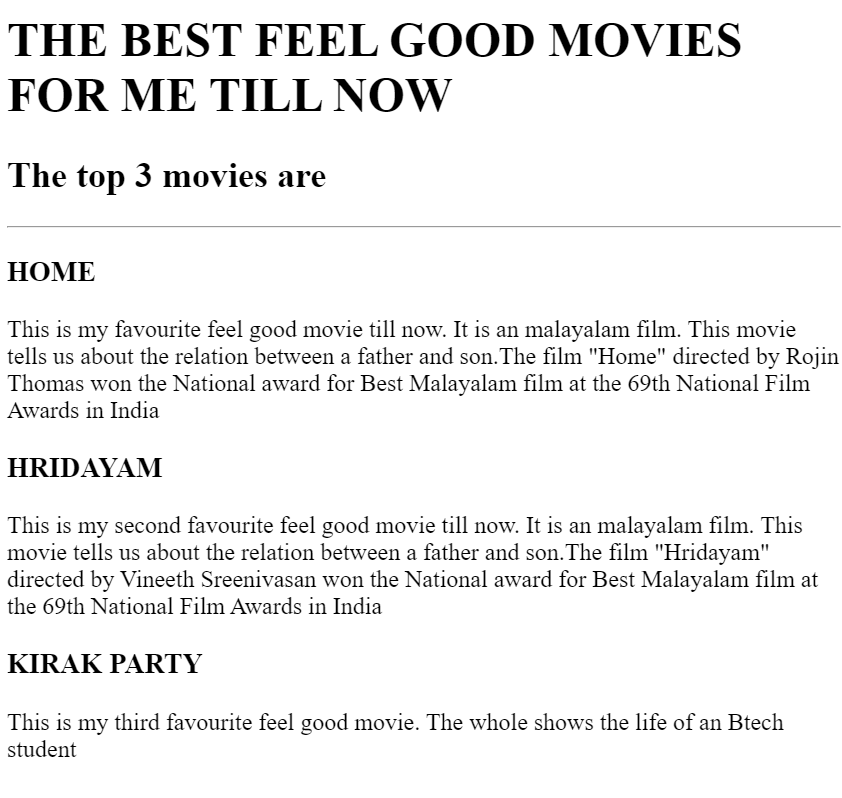 THE BEST FEEL GOOD MOVIES
FOR ME TILL NOW
The top 3 movies are
HOME
This is my favourite feel good movie till now. It is an malayalam film. This movie
tells us about the relation between a father and son.The film "Home" directed by Rojin
Thomas won the National award for Best Malayalam film at the 69th National Film
Awards in India
HRIDAYAM
This is my second favourite feel good movie till now. It is an malayalam film. This
movie tells us about the relation between a father and son.The film "Hridayam"
directed by Vineeth Sreenivasan won the National award for Best Malayalam film at
the 69th National Film Awards in India
KIRAK PARTY
This is my third favourite feel good movie. The whole shows the life of an Btech
student